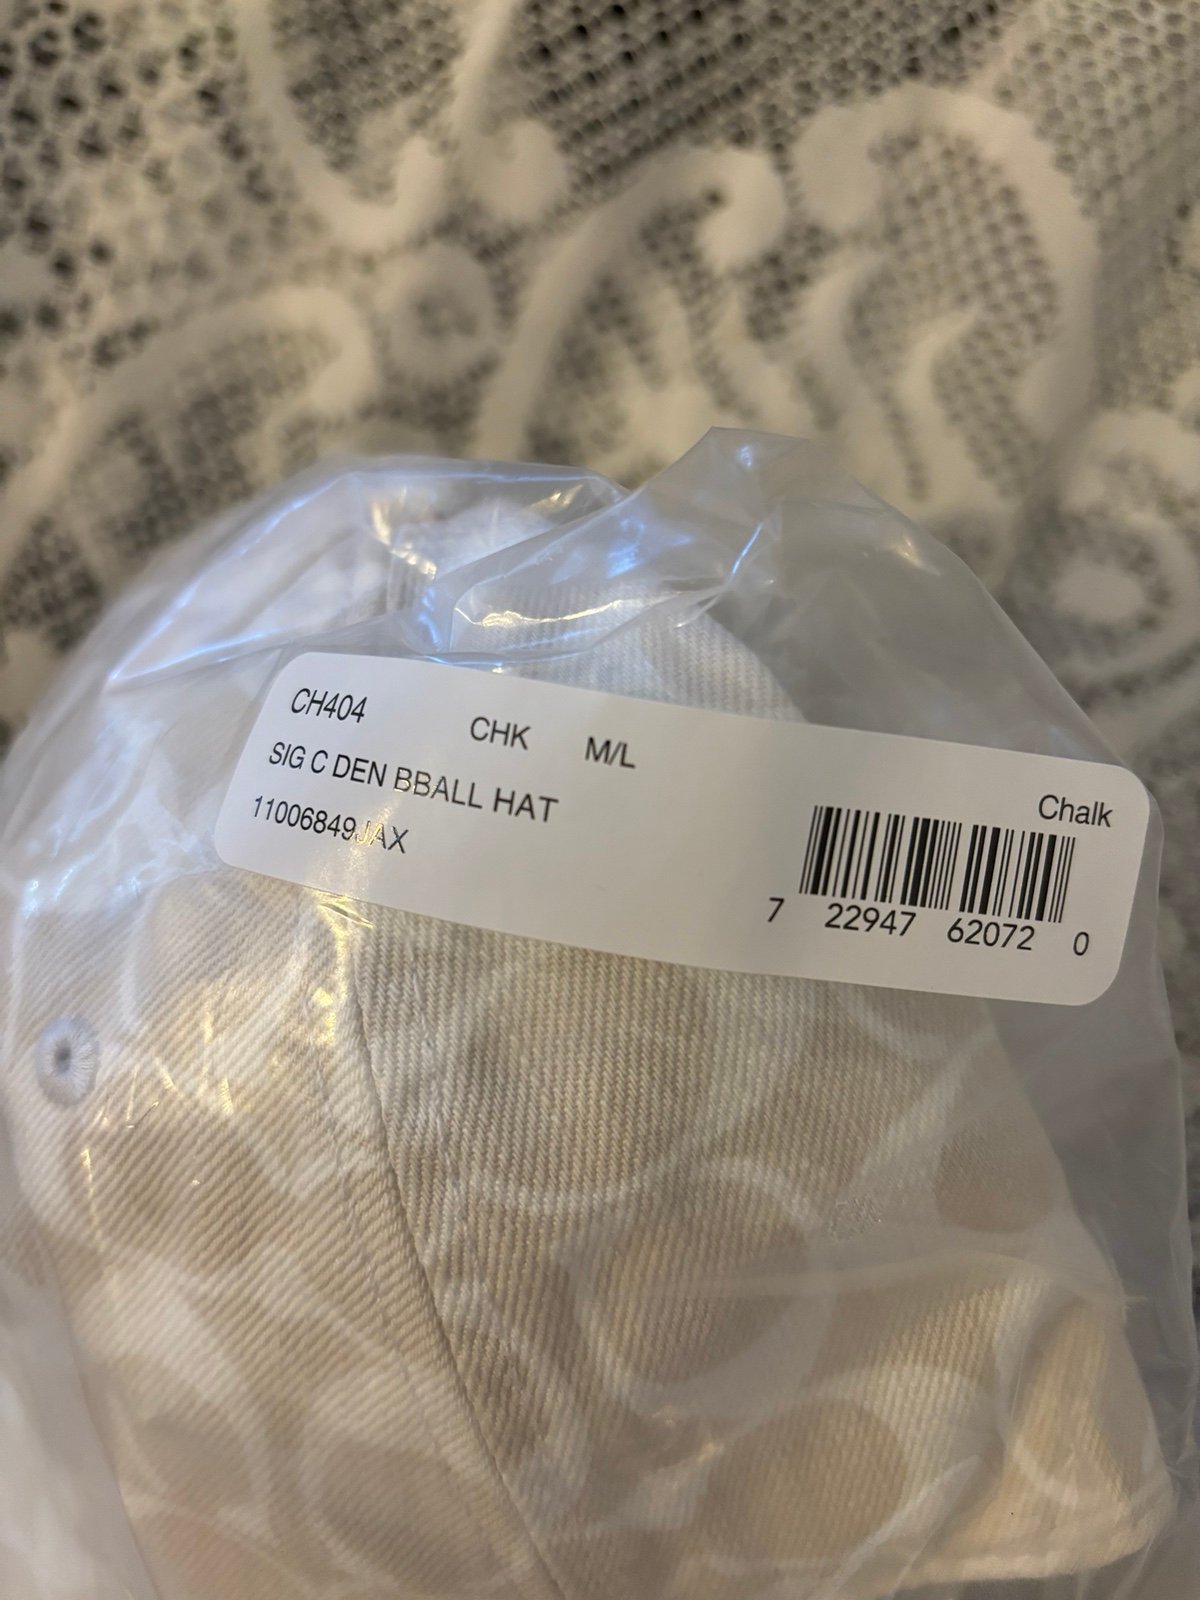 CH404 CHK M/L
SIG C DEN BBALL HAT
11006849JAX
Chalk
7 22947 62072 0